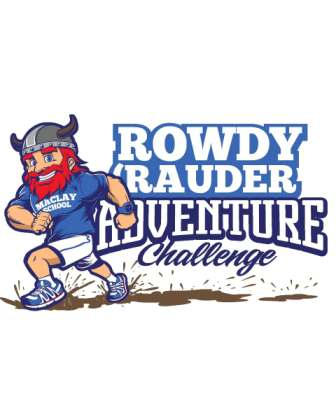 MACLAY
SCHOOL
ROWDY
'RAUDER
ADVENTURE
Challenge